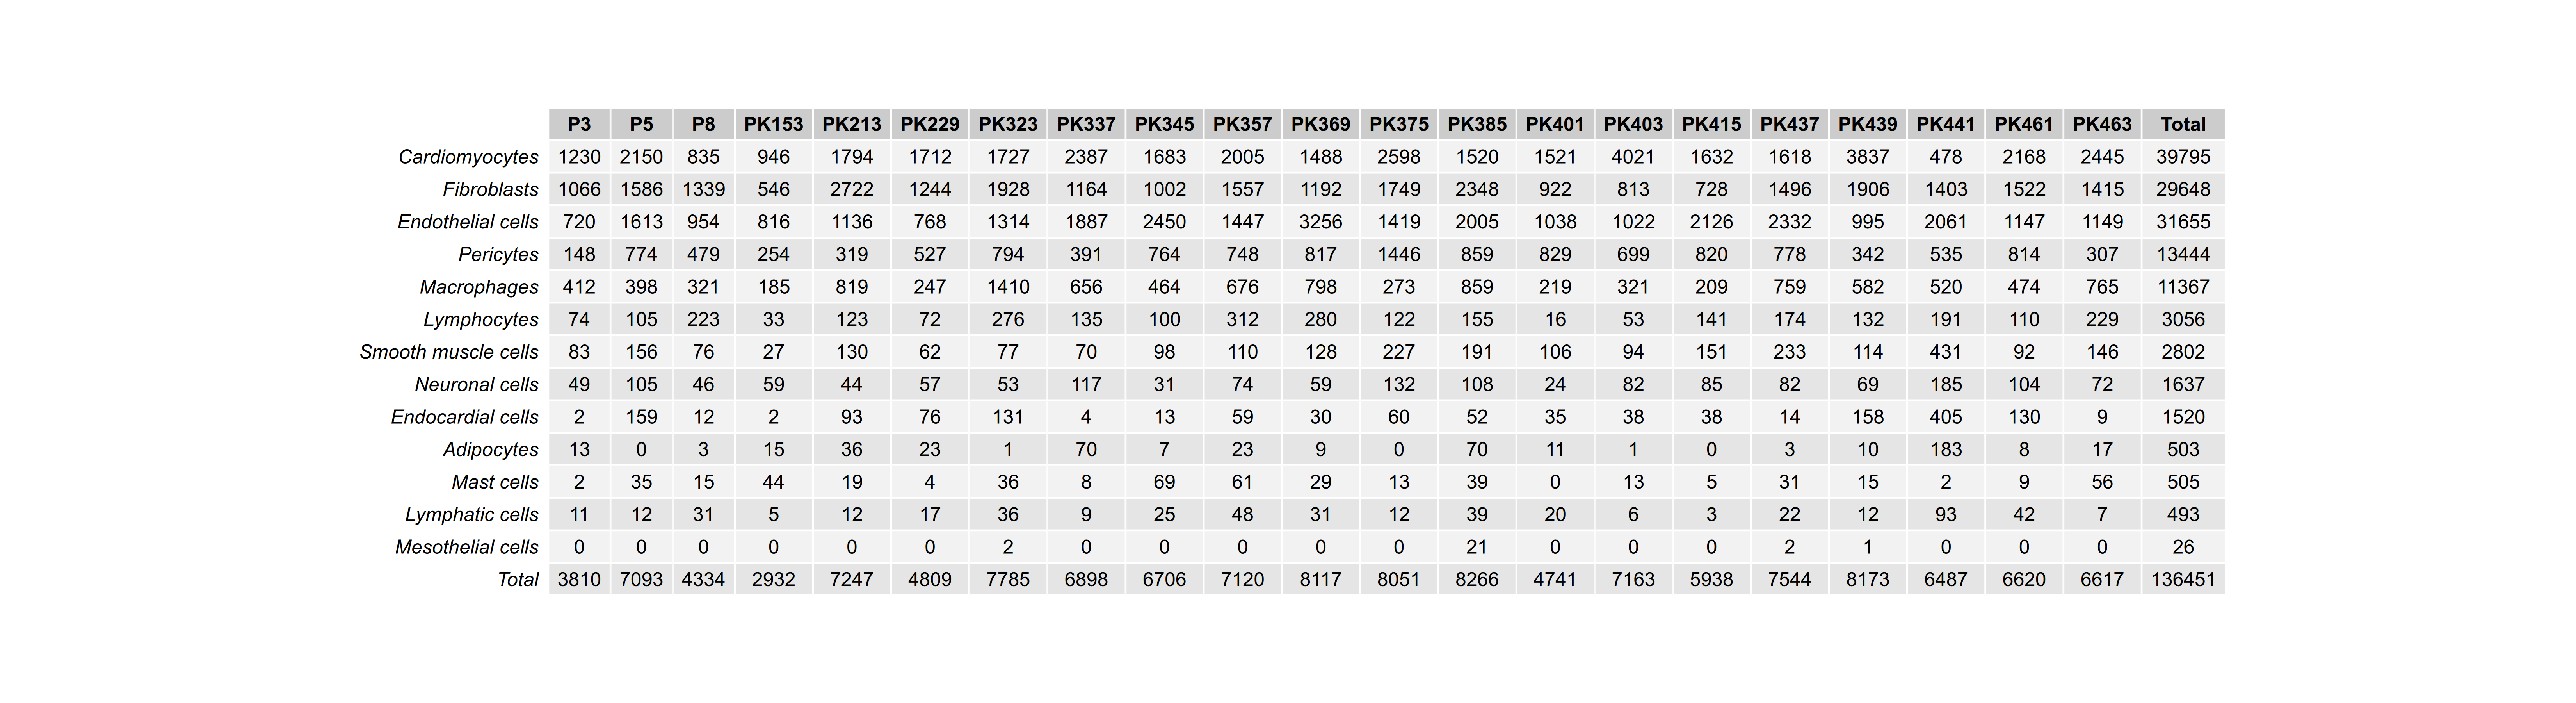 P3 P5 P8 PK153 PK213 PK229 PK323 PK337 PK345 PK357 PK369 PK375 PK385 PK401 PK403 PK415 PK437 PK439 PK441 PK461 PK463 Total
Cardiomyocytes 1230 2150 835 946 1794 1712 1727 2387 1683 2005 1488 2598 1520 1521 4021 1632 1618 3837 478 2168 2445 39795
Fibroblasts 1066 1586 1339 546 2722 1244 1928 1164 1002 1557 1192 1749 2348 922 813 728 1496 1906 1403 1522 1415 29648
Endothelial cells 720 1613 954 816 1136 768 1314 1887 2450 1447 3256 1419 2005 1038 1022 2126 2332 995 2061 1147 1149 31655
Pericytes 148 774 479 254 319 527 794 391 764 748 817 1446 859 829 699 820 778 342 535 814 307 13444
Macrophages 412 398 321 185 819 247 1410 656 464 676 798 273 859 219 321 209 759 582 520 474 765 11367
Lymphocytes 74 105 223 33 123 72 276 135 100 312 280 122 155 16 53 141 174 132 191 110 229 3056
Smooth muscle cells 83 156 76 27 130 62 77 70 98 110 128 227 191 106 94 151 233 114 431 92 146 2802
Neuronal cells 49 105 46 59 44 57 53 117 31 74 59 132 108 24 82 85 82 69 185 104 72 1637
Endocardial cells 2 159 12 2 93 76 131 4 13 59 30 60 52 35 38 38 14 158 405 130 9 1520
Adipocytes 13 0 3 15 36 23 1 70 7 23 9 0 70 11 1 0 3 10 183 8 17 503
Mast cells 2 35 15 44 19 4 36 8 69 61 29 13 39 0 13 5 31 15 2 9 56 505
Lymphatic cells 11 12 31 5 12 17 36 9 25 48 31 12 39 20 6 3 22 12 93 42 7 493
Mesothelial cells 0 0 0 0 0 0 2 0 0 0 0 0 21 0 0 0 2 1 0 0 0 26
Total 3810 7093 4334 2932 7247 4809 7785 6898 6706 7120 8117 8051 8266 4741 7163 5938 7544 8173 6487 6620 6617 136451